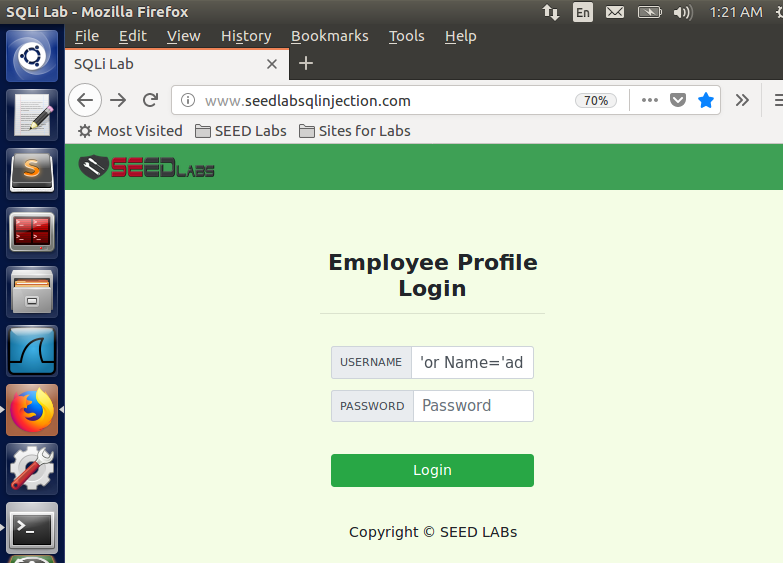 SQLi Lab - Mozilla Firefox
En
1:21 AM
File Edit View History Bookmarks Tools Help
SQLi Lab
www.seedlabsqlinjection.com
70%
Most Visited SEED Labs Sites for Labs
SEEDLABS
Employee Profile
Login
USERNAME 'or Name='ad
PASSWORD Password
Login
Copyright © SEED LABs